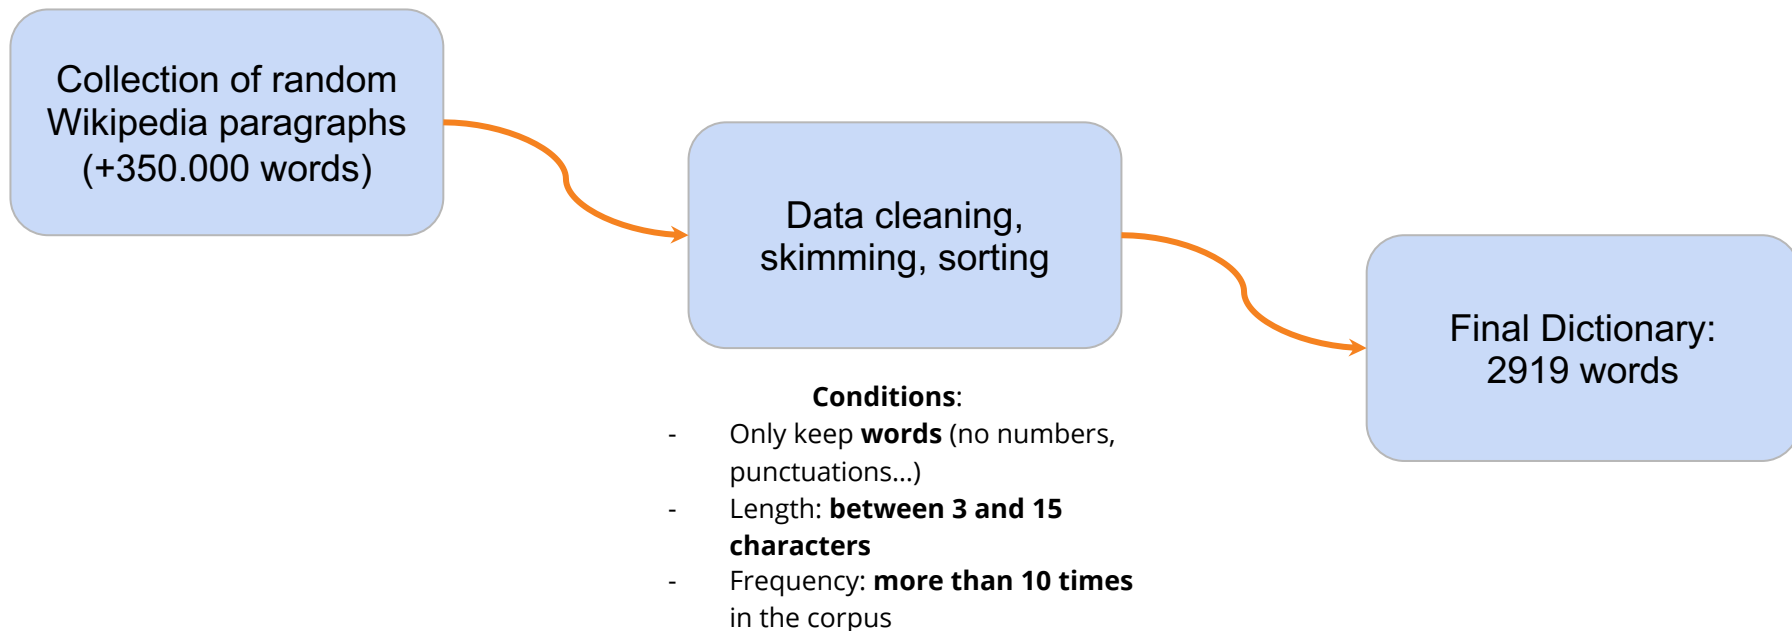 Collection of random
Wikipedia paragraphs
(+350.000 words)
Data cleaning,
skimming, sorting
Final Dictionary:
2919 words
Conditions:
- Only keep words (no numbers,
punctuations...)
- Length: between 3 and 15
characters
- Frequency: more than 10 times
in the corpus